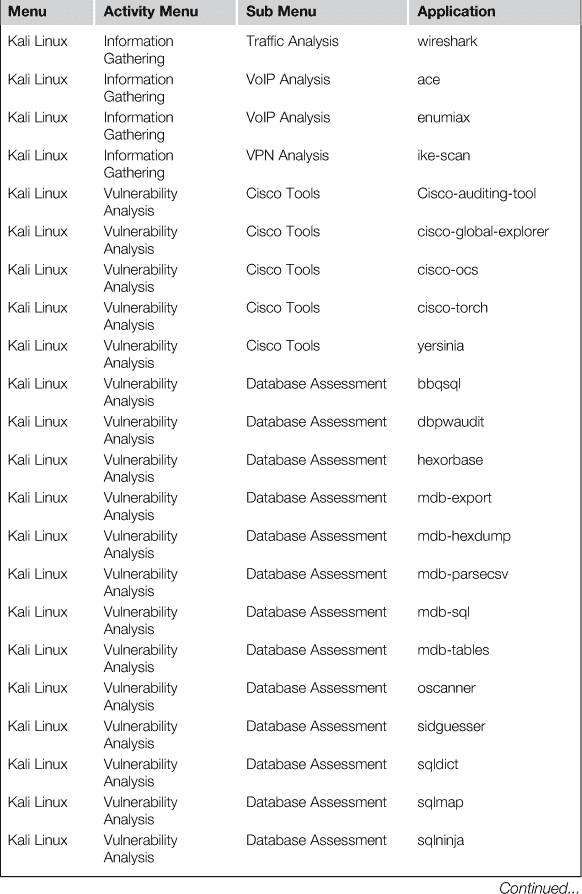 Menu Activity Menu Sub Menu Application
Kali Linux Information Traffic Analysis wireshark
Gathering
Kali Linux Information VoIP Analysis ace
Gathering
Kali Linux Information VoIP Analysis enumiax
Gathering
Kali Linux Information VPN Analysis ike-scan
Gathering
Kali Linux Vulnerability Cisco Tools Cisco-auditing-tool
Analysis
Kali Linux Vulnerability Cisco Tools cisco-global-explorer
Analysis
Kali Linux Vulnerability Cisco Tools cisco-ocs
Analysis
Kali Linux Vulnerability Cisco Tools cisco-torch
Analysis
Kali Linux Vulnerability Cisco Tools yersinia
Analysis
Kali Linux Vulnerability Database Assessment bbqsql
Analysis
Kali Linux Vulnerability Database Assessment dbpwaudit
Analysis
Kali Linux Vulnerability Database Assessment hexorbase
Analysis
Kali Linux Vulnerability Database Assessment mdb-export
Analysis
Kali Linux Vulnerability Database Assessment mdb-hexdump
Analysis
Kali Linux Vulnerability Database Assessment mdb-parsecsv
Analysis
Kali Linux Vulnerability Database Assessment mdb-sql
Analysis
Kali Linux Vulnerability Database Assessment mdb-tables
Analysis
Kali Linux Vulnerability Database Assessment oscanner
Analysis
Kali Linux Vulnerability Database Assessment sidguesser
Analysis
Kali Linux Vulnerability Database Assessment sqldict
Analysis
Kali Linux Vulnerability Database Assessment sqlmap
Analysis
Kali Linux Vulnerability Database Assessment sqlninja
Analysis
Continued...